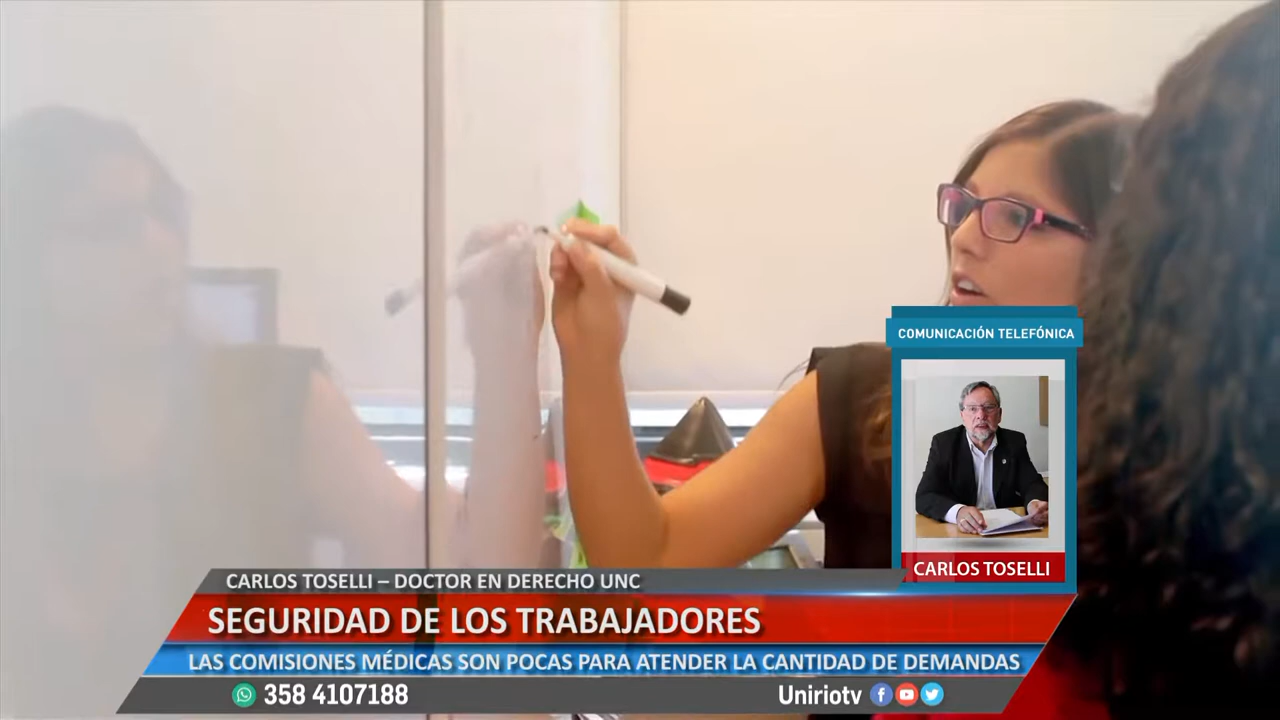 COMUNICACIÓN TELEFÓNICA
CARLOS TOSELLI
CARLOS TOSELLI – DOCTOR EN DERECHO UNC
SEGURIDAD DE LOS TRABAJADORES
LAS COMISIONES MÉDICAS SON POCAS PARA ATENDER LA CANTIDAD DE DEMANDAS
358 4107188
Uniriotv